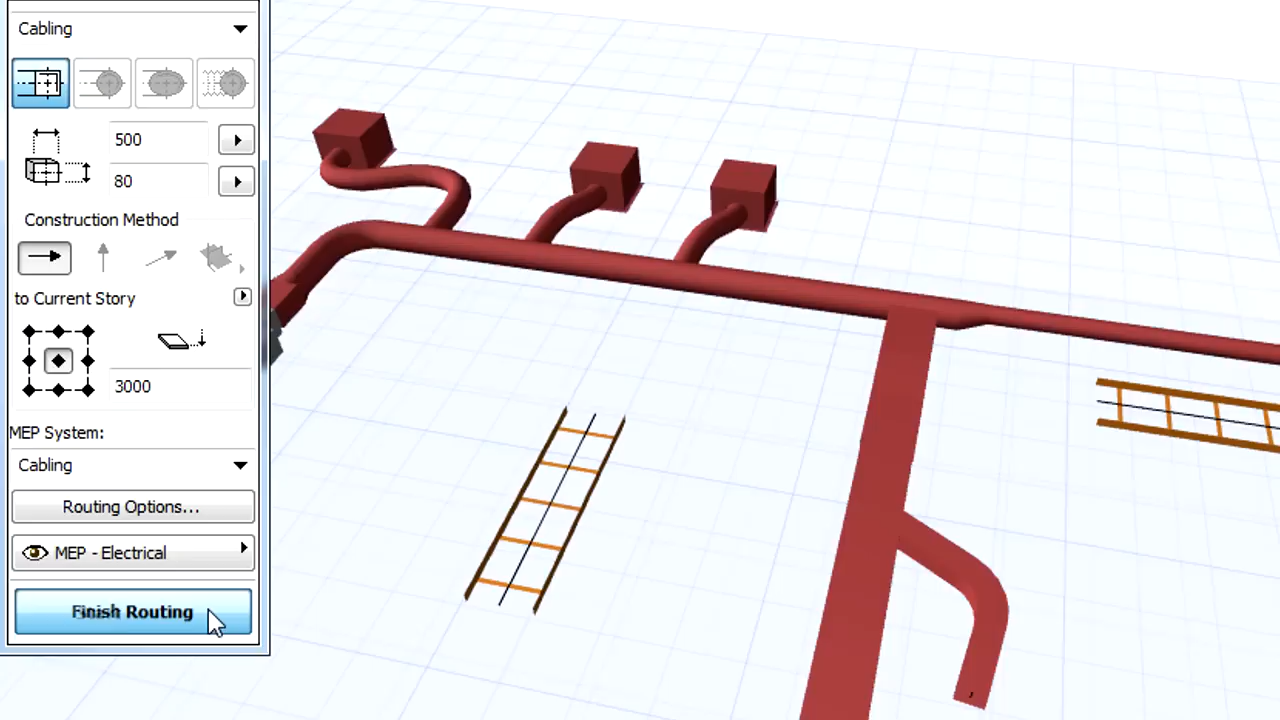 Cabling
500
80
Construction Method
to Current Story
3000
MEP System:
Cabling
Routing Options...
MEP - Electrical
Finish Routing